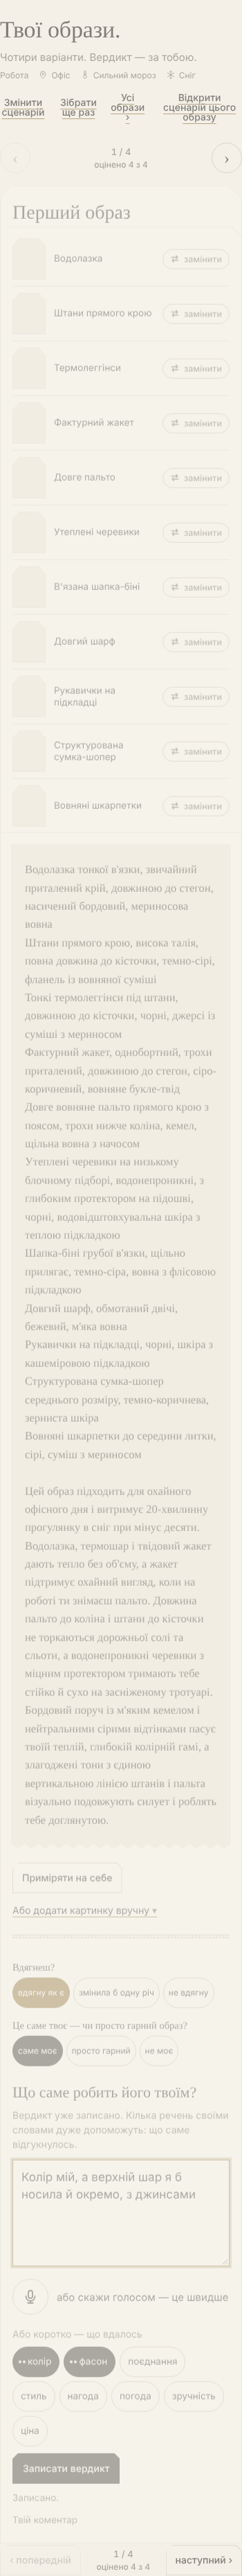 Твої образи.
Чотири варіанти. Вердикт — за тобою.
Робота Офіс Сильний мороз Сніг
Змінити
сценарій
Зібрати
ще раз
Усі
образи
›
Відкрити
сценарій цього
образу
‹
1 / 4
оцінено 4 з 4
›
Перший образ
Водолазка
⇄ замінити
Штани прямого крою
⇄ замінити
Термолеггінси
⇄ замінити
Фактурний жакет
⇄ замінити
Довге пальто
⇄ замінити
Утеплені черевики
⇄ замінити
В'язана шапка-біні
⇄ замінити
Довгий шарф
⇄ замінити
Рукавички на
підкладці
⇄ замінити
Структурована
сумка-шопер
⇄ замінити
Вовняні шкарпетки
⇄ замінити
Водолазка тонкої в'язки, звичайний
приталений крій, довжиною до стегон,
насичений бордовий, мериносова
вовна
Штани прямого крою, висока талія,
повна довжина до кісточки, темно-сірі,
фланель із вовняної суміші
Тонкі термолеггінси під штани,
довжиною до кісточки, чорні, джерсі із
суміші з мериносом
Фактурний жакет, однобортний, трохи
приталений, довжиною до стегон, сіро-
коричневий, вовняне букле-твід
Довге вовняне пальто прямого крою з
поясом, трохи нижче коліна, кемел,
щільна вовна з начосом
Утеплені черевики на низькому
блочному підборі, водонепроникні, з
глибоким протектором на підошві,
чорні, водовідштовхувальна шкіра з
теплою підкладкою
Шапка-біні грубої в'язки, щільно
прилягає, темно-сіра, вовна з флісовою
підкладкою
Довгий шарф, обмотаний двічі,
бежевий, м'яка вовна
Рукавички на підкладці, чорні, шкіра з
кашеміровою підкладкою
Структурована сумка-шопер
середнього розміру, темно-коричнева,
зерниста шкіра
Вовняні шкарпетки до середини литки,
сірі, суміш з мериносом
Цей образ підходить для охайного
офісного дня і витримує 20-хвилинну
прогулянку в сніг при мінус десяти.
Водолазка, термошар і твідовий жакет
дають тепло без об'єму, а жакет
підтримує охайний вигляд, коли на
роботі ти знімаєш пальто. Довжина
пальто до коліна і штани до кісточки
не торкаються дорожньої солі та
сльоти, а водонепроникні черевики з
міцним протектором тримають тебе
стійко й сухо на засніженому тротуарі.
Бордовий поруч із м'яким кемелом і
нейтральними сірими відтінками пасує
твоїй теплій, глибокій колірній гамі, а
злагоджені тони з єдиною
вертикальною лінією штанів і пальта
візуально подовжують силует і роблять
тебе доглянутою.
Приміряти на себе
Або додати картинку вручну ▾
Вдягнеш?
вдягну як є
змінила б одну річ
не вдягну
Це саме твоє — чи просто гарний образ?
саме моє
просто гарний
не моє
Що саме робить його твоїм?
Вердикт уже записано. Кілька речень своїми
словами дуже допоможуть: що саме
відгукнулось.
Колір мій, а верхній шар я б
носила й окремо, з джинсами
або скажи голосом — це швидше
Або коротко — що вдалось
•• колір
•• фасон
поєднання
стиль
нагода
погода
зручність
ціна
Записати вердикт
Записано.
Твій коментар
‹ попередній
1 / 4
оцінено 4 з 4
наступний ›